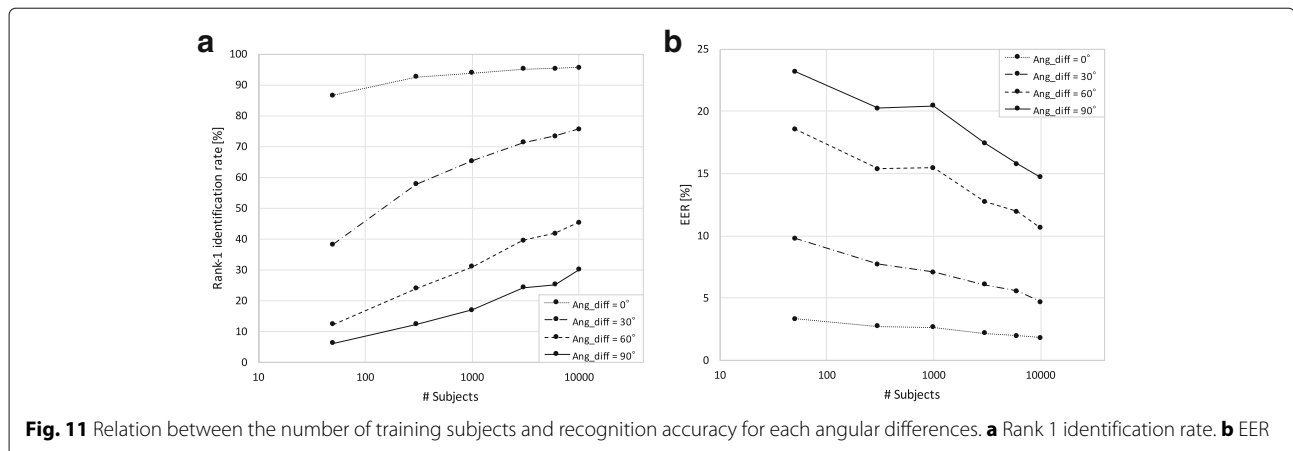 a
100
90
80
70
60
50
40
30
20
10
0
Rank-1 identification rate [%]
10 100 1000 10000
# Subjects
Ang_diff = 0°
Ang_diff = 30°
Ang_diff = 60°
Ang_diff = 90°
b
25
20
15
10
5
0
EER [%]
10 100 1000 10000
# Subjects
Ang_diff = 0°
Ang_diff = 30°
Ang_diff = 60°
Ang_diff = 90°
Fig. 11 Relation between the number of training subjects and recognition accuracy for each angular differences. a Rank 1 identification rate. b EER